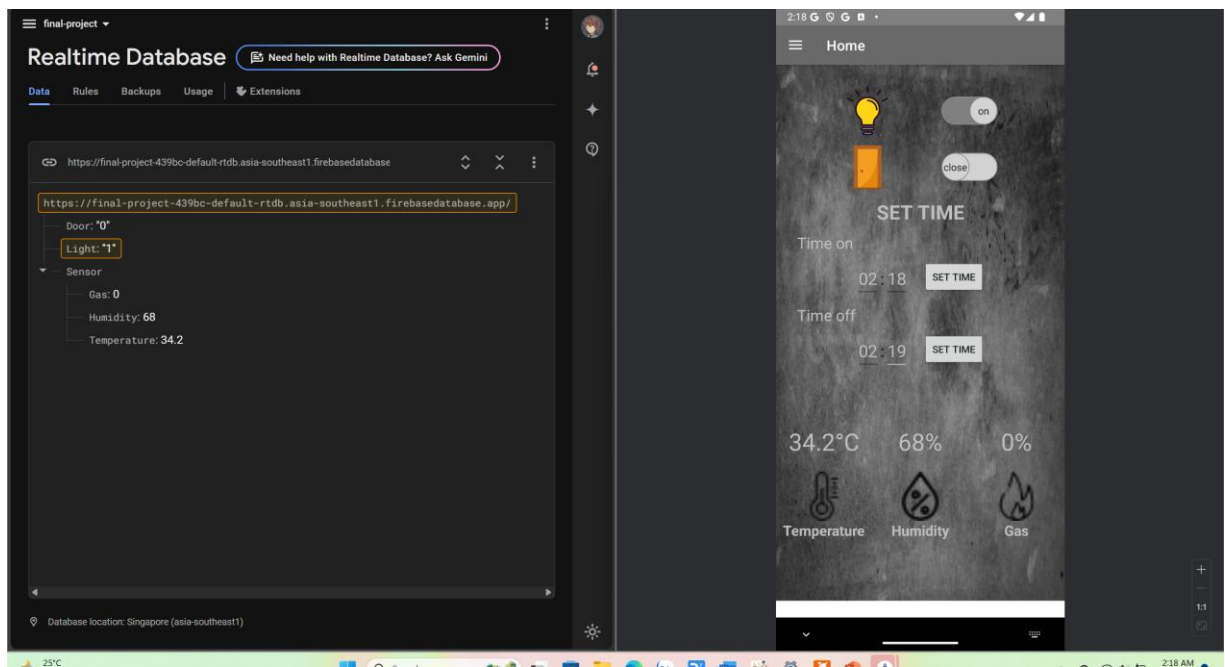 final-project
Realtime Database
Need help with Realtime Database? Ask Gemini
Data Rules Backups Usage Extensions
https://final-project-439bc-default-rtdb.asia-southeast1.firebasedatabase
https://final-project-439bc-default-rtdb.asia-southeast1.firebasedatabase.app/
Door: "0"
Light: "1"
Sensor
Gas: 0
Humidity: 68
Temperature: 34.2
Database location: Singapore (asia-southeast1)
25°C
2:18 G G
Home
on
close
SET TIME
Time on
02 : 18 SET TIME
Time off
02 : 19 SET TIME
34.2°C 68% 0%
Temperature Humidity Gas
1:1
2:18 AM